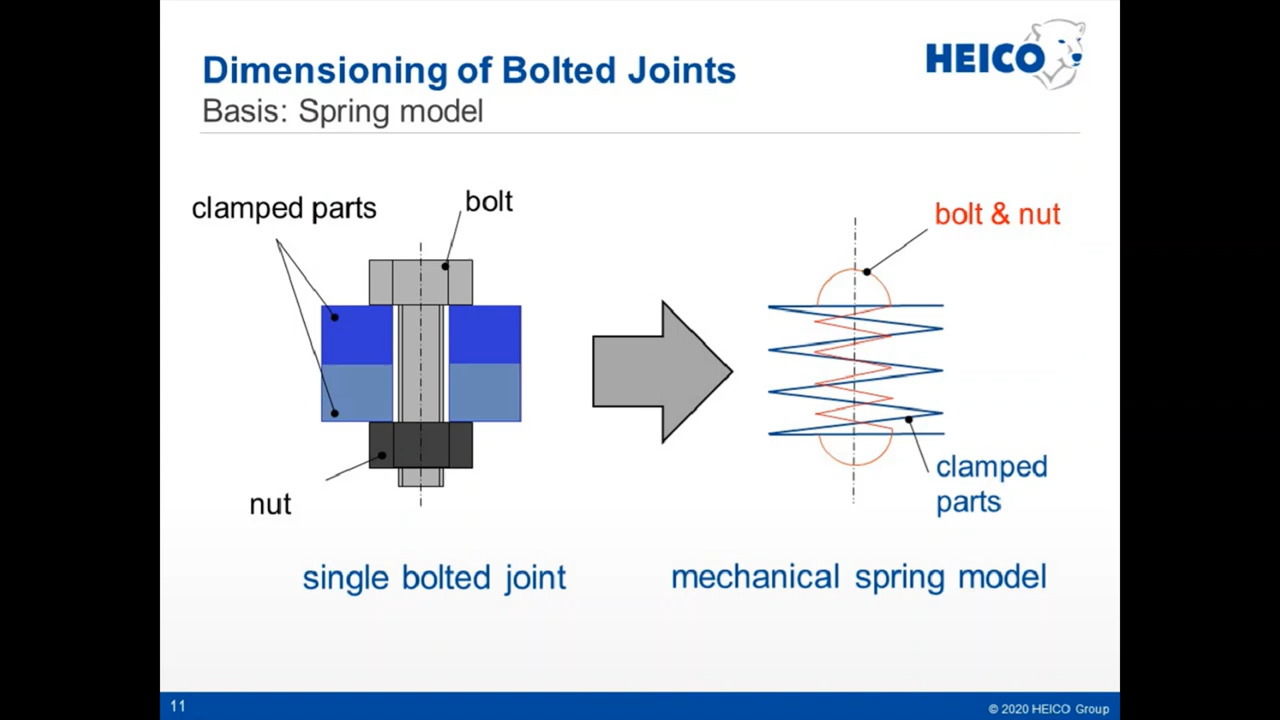 Dimensioning of Bolted Joints
Basis: Spring model
HEICO
clamped parts
bolt
nut
single bolted joint
bolt & nut
clamped
parts
mechanical spring model
11
© 2020 HEICO Group